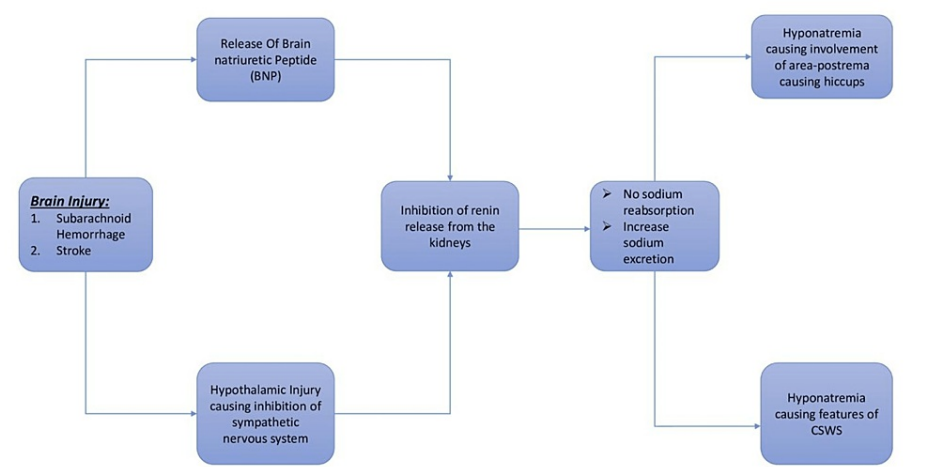 Release Of Brain
natriuretic Peptide
(BNP)
Hyponatremia
causing involvement
of area-postrema
causing hiccups
Brain Injury:
1. Subarachnoid
Hemorrhage
2. Stroke
Inhibition of renin
release from the
kidneys
➢ No sodium
reabsorption
➢ Increase
sodium
excretion
Hypothalamic Injury
causing inhibition of
sympathetic
nervous system
Hyponatremia
causing features of
CSWS